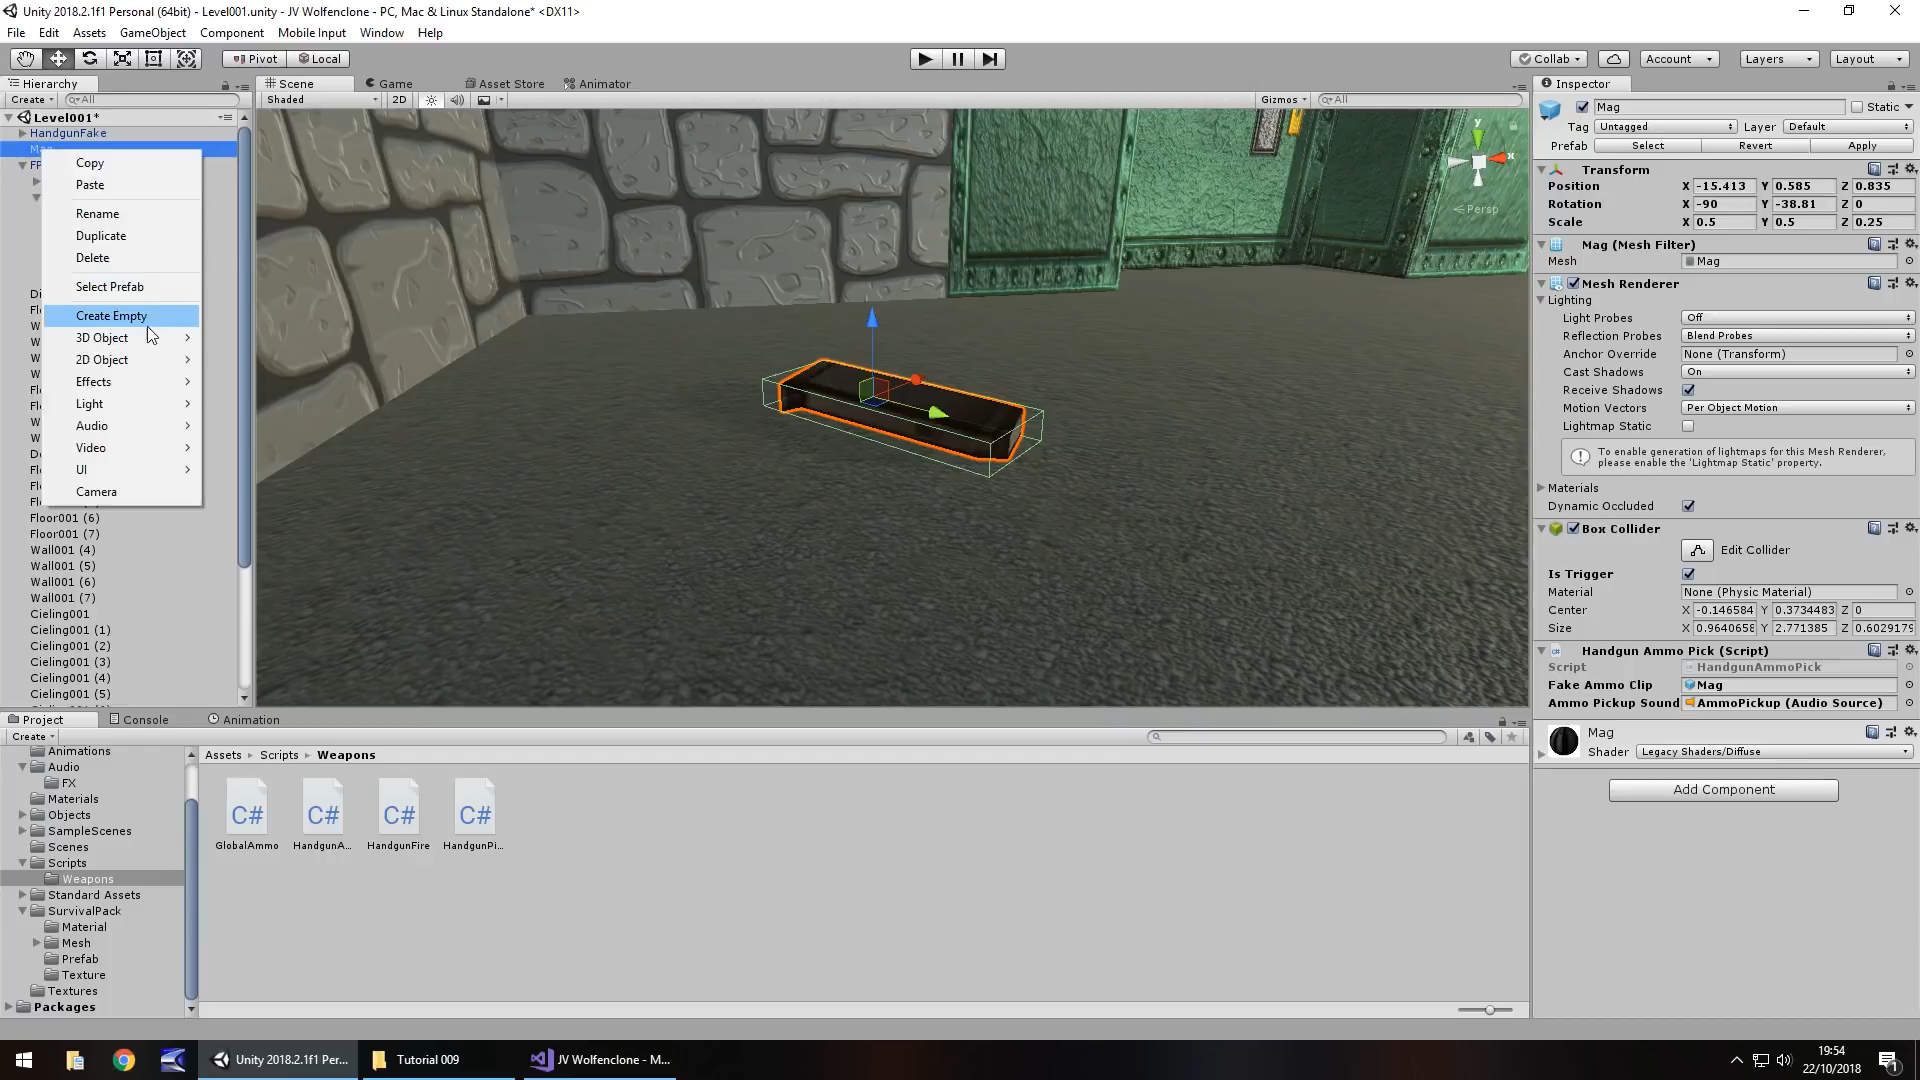 Unity 2018.2.1f1 Personal (64bit) - Level001.unity - JV Wolfenclone - PC, Mac & Linux Standalone* <DX11>
File Edit Assets GameObject Component Mobile Input Window Help
Pivot Local Collab Account Layers Layout
Hierarchy
Create All
Level001*
HandgunFake
Copy
Paste
Rename
Duplicate
Delete
Select Prefab
Create Empty
3D Object
2D Object
Effects
Light
Audio
Video
UI
Camera
Floor001 (6)
Floor001 (7)
Wall001 (4)
Wall001 (5)
Wall001 (6)
Wall001 (7)
Cieling001
Cieling001 (1)
Cieling001 (2)
Cieling001 (3)
Cieling001 (4)
Cieling001 (5)
Scene Game Asset Store Animator
Shaded 2D Gizmos All
y
x
Persp
Inspector
Mag Static
Tag Untagged Layer Default
Prefab Select Revert Apply
Transform
Position X -15.413 Y 0.585 Z 0.835
Rotation X -90 Y -38.81 Z 0
Scale X 0.5 Y 0.5 Z 0.25
Mag (Mesh Filter)
Mesh Mag
Mesh Renderer
Lighting
Light Probes Off
Reflection Probes Blend Probes
Anchor Override None (Transform)
Cast Shadows On
Receive Shadows
Motion Vectors Per Object Motion
Lightmap Static
To enable generation of lightmaps for this Mesh Renderer,
please enable the 'Lightmap Static' property.
Materials
Dynamic Occluded
Box Collider
Edit Collider
Is Trigger
Material None (Physic Material)
Center X -0.146584 Y 0.3734483 Z 0
Size X 0.9640658 Y 2.771385 Z 0.6029179
Handgun Ammo Pick (Script)
Script HandgunAmmoPick
Fake Ammo Clip Mag
Ammo Pickup Sound AmmoPickup (Audio Source)
Mag
Shader Legacy Shaders/Diffuse
Add Component
Project Console Animation
Create
Animations
Audio
FX
Materials
Objects
SampleScenes
Scenes
Scripts
Weapons
Standard Assets
SurvivalPack
Material
Mesh
Prefab
Texture
Textures
Packages
Assets Scripts Weapons
C# C# C# C#
GlobalAmmo HandgunA... HandgunFire HandgunPi...
Unity 2018.2.1f1 Per... Tutorial 009 JV Wolfenclone - M...
19:54
22/10/2018
1